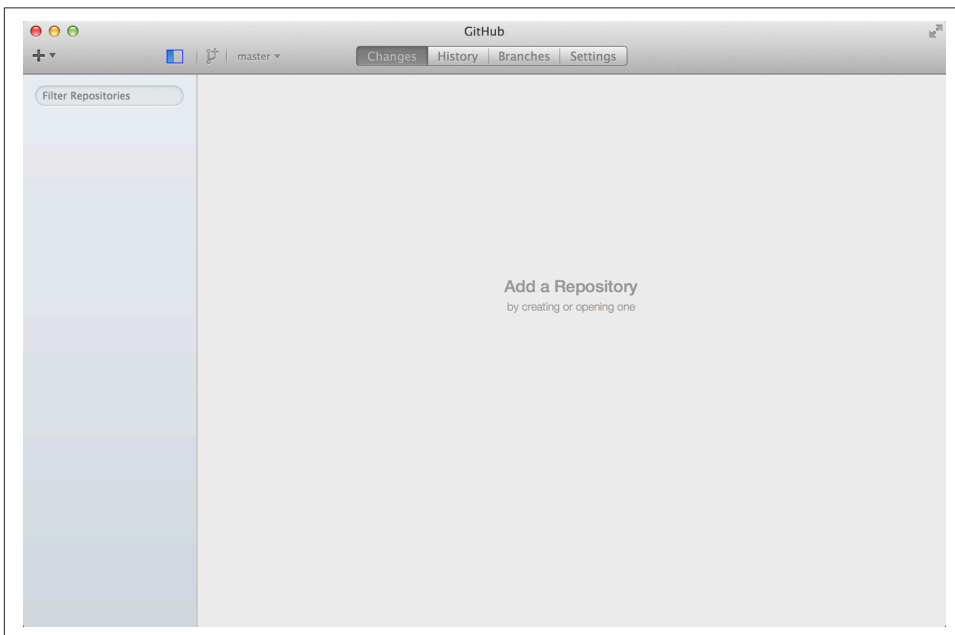 GitHub
master
Changes History Branches Settings
Filter Repositories
Add a Repository
by creating or opening one